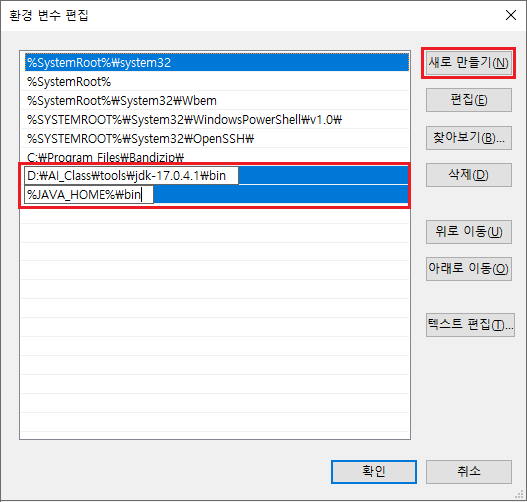 환경 변수 편집
%SystemRoot%₩system32
%SystemRoot%
%SystemRoot%₩System32₩Wbem
%SYSTEMROOT%₩System32₩WindowsPowerShell₩v1.0₩
%SYSTEMROOT%₩System32₩OpenSSH₩
C:₩Program Files₩Bandizip₩
D:₩AI_Class₩tools₩jdk-17.0.4.1₩bin
%JAVA_HOME%₩bin
새로 만들기(N)
편집(E)
찾아보기(B)...
삭제(D)
위로 이동(U)
아래로 이동(O)
텍스트 편집(T)...
확인
취소